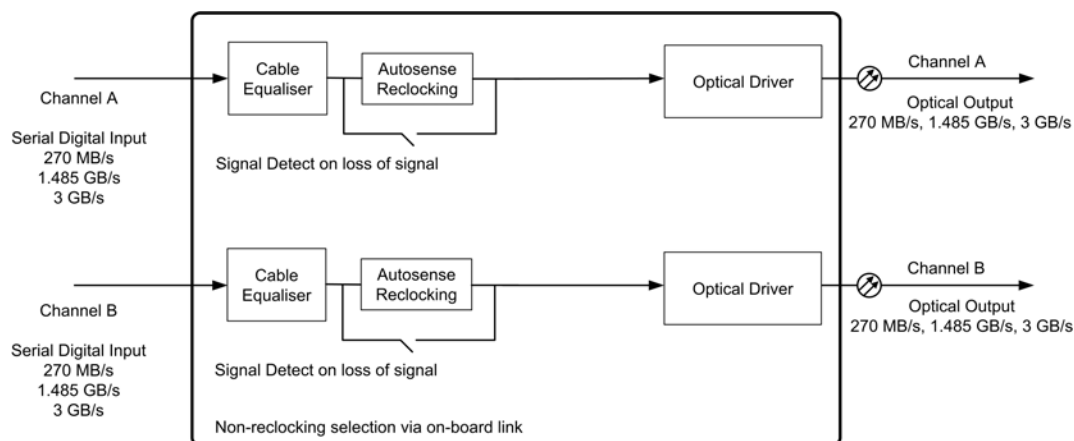 Channel A
Serial Digital Input
270 MB/s
1.485 GB/s
3 GB/s
Cable
Equaliser
Autosense
Reclocking
Signal Detect on loss of signal
Optical Driver
Channel A
Optical Output
270 MB/s, 1.485 GB/s, 3 GB/s
Channel B
Serial Digital Input
270 MB/s
1.485 GB/s
3 GB/s
Cable
Equaliser
Autosense
Reclocking
Signal Detect on loss of signal
Optical Driver
Channel B
Optical Output
270 MB/s, 1.485 GB/s, 3 GB/s
Non-reclocking selection via on-board link